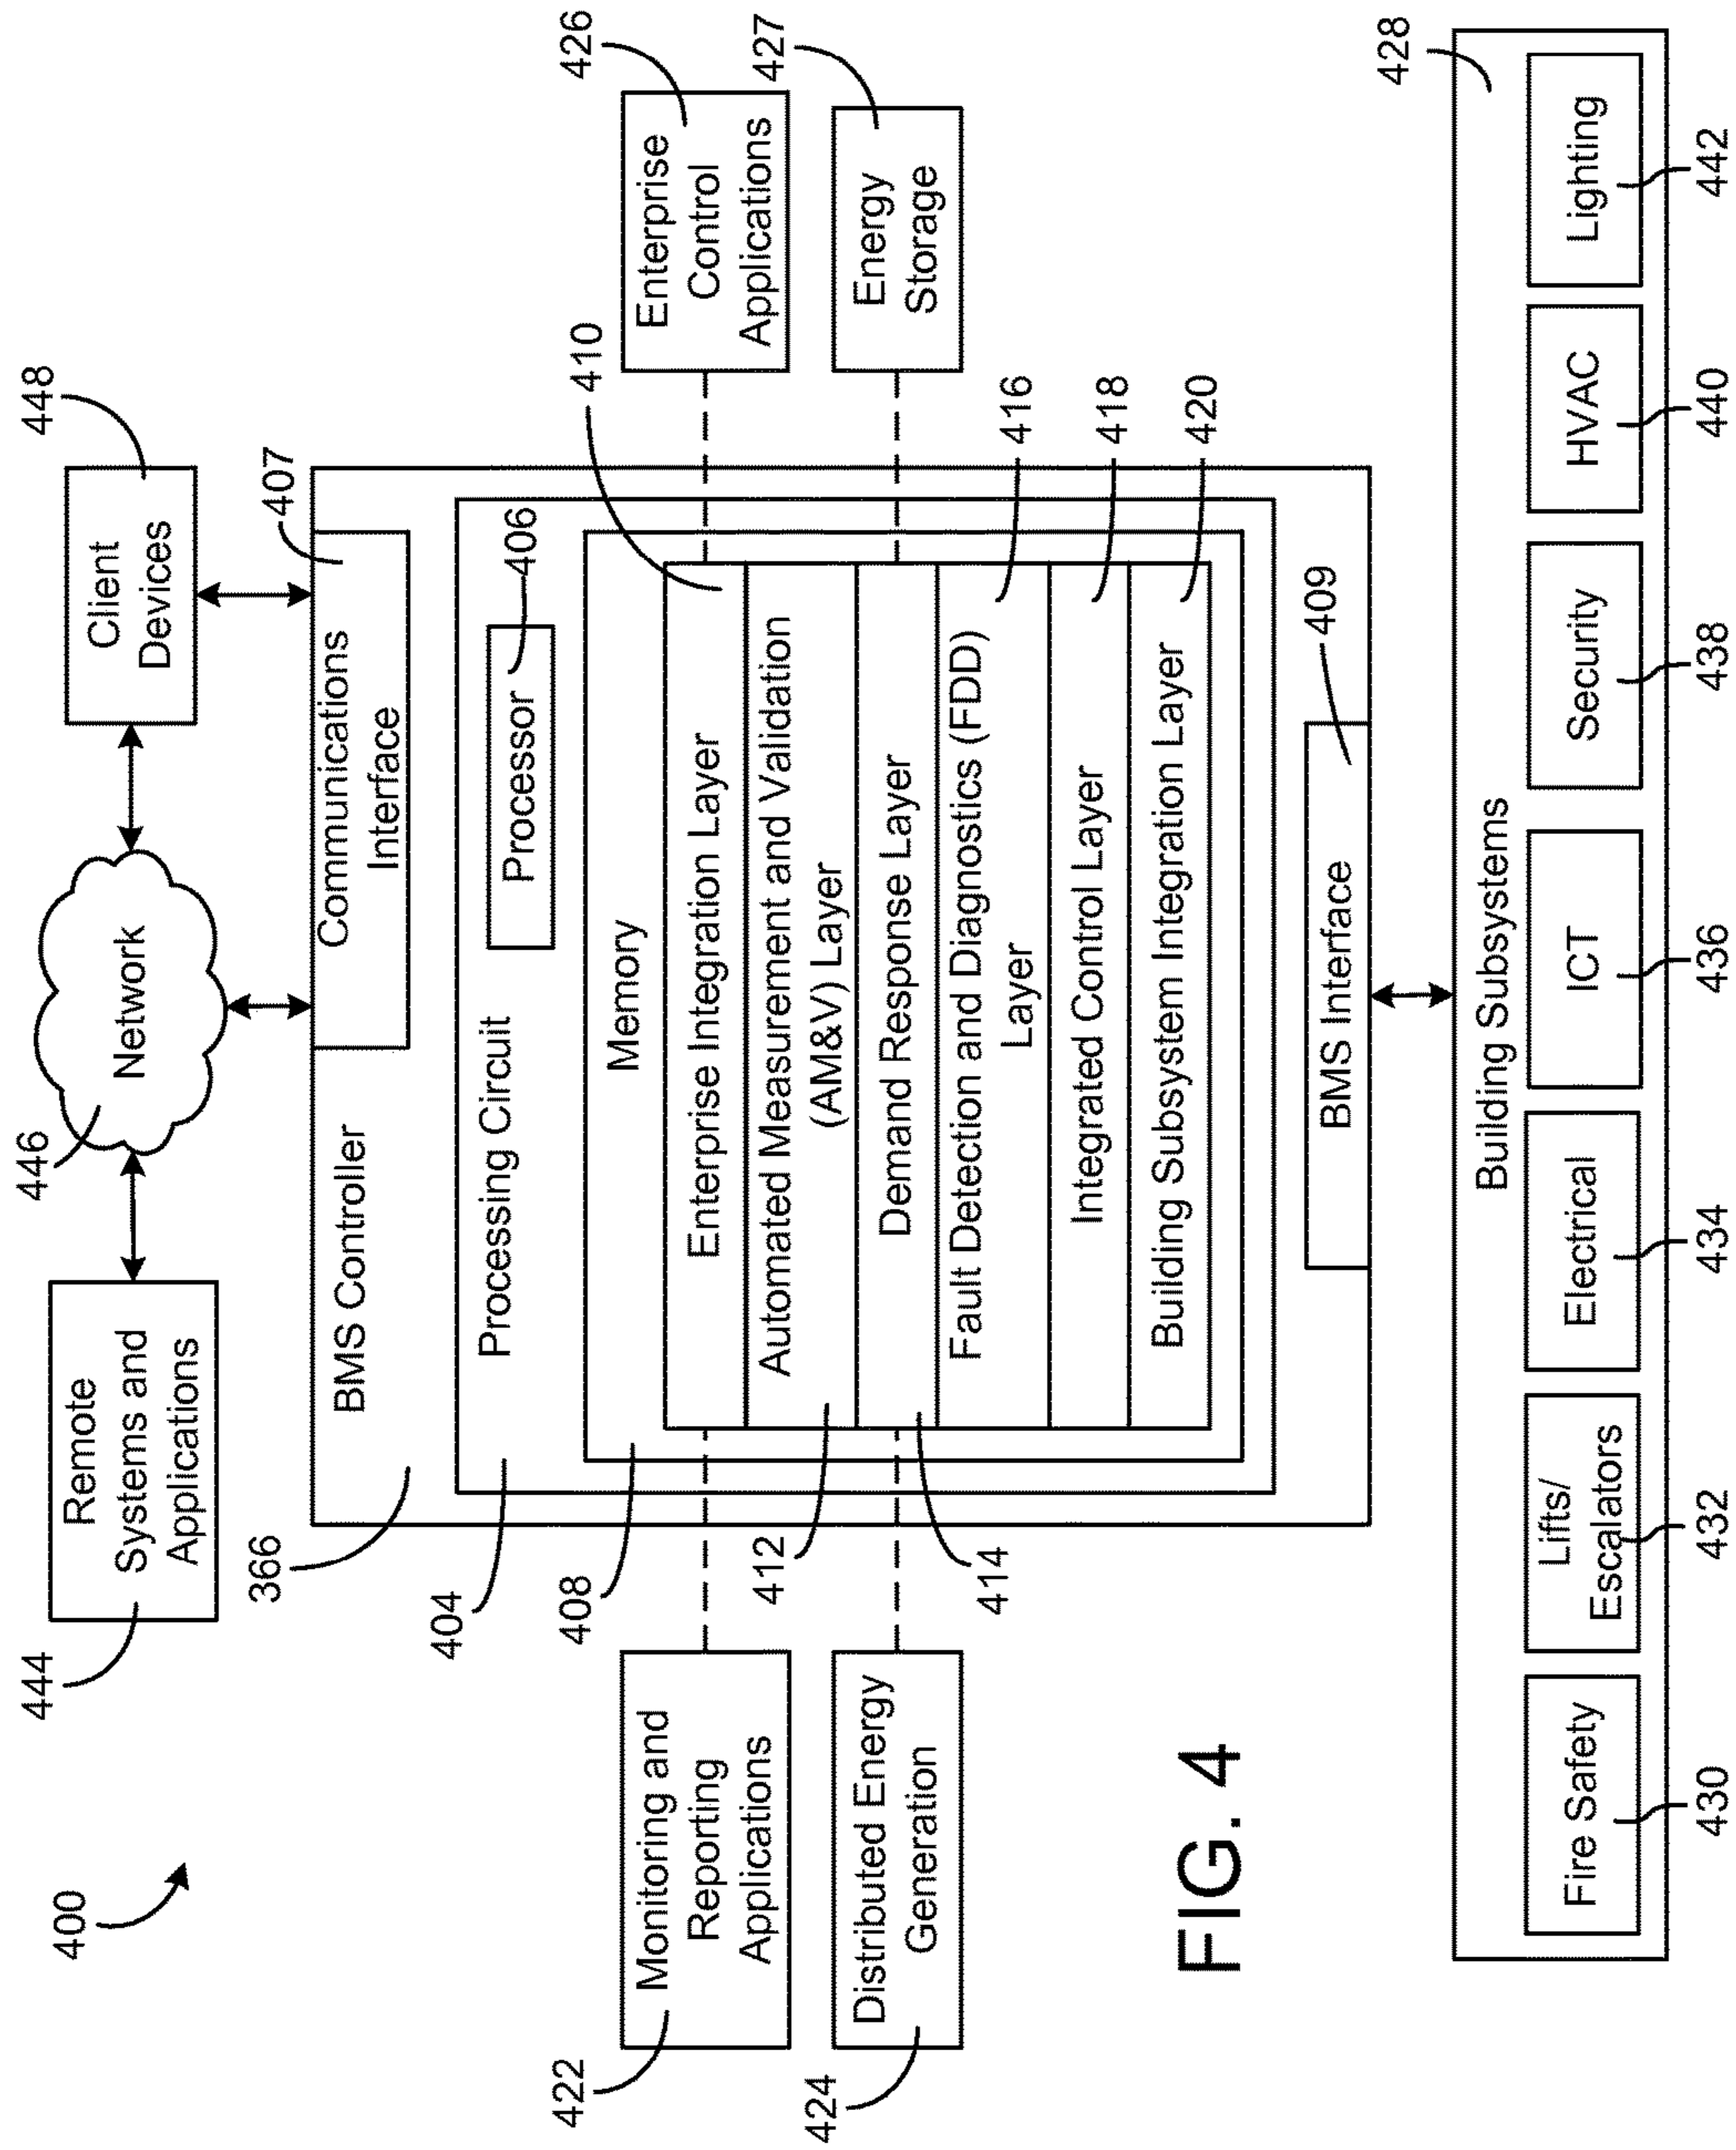 400
444
Remote
Systems and
Applications
446
Network
448
Client
Devices
366
BMS Controller
407
Communications
Interface
404
Processing Circuit
Processor
406
408
Memory
410
Enterprise Integration Layer
Automated Measurement and Validation
(AM&V) Layer
412
Demand Response Layer
414
Fault Detection and Diagnostics (FDD)
Layer
416
Integrated Control Layer
418
Building Subsystem Integration Layer
420
BMS Interface
409
422
Monitoring and
Reporting
Applications
424
Distributed Energy
Generation
426
Enterprise
Control
Applications
427
Energy
Storage
FIG. 4
428
Building Subsystems
Fire Safety
Lifts/
Escalators
Electrical
ICT
Security
HVAC
Lighting
430
432
434
436
438
440
442